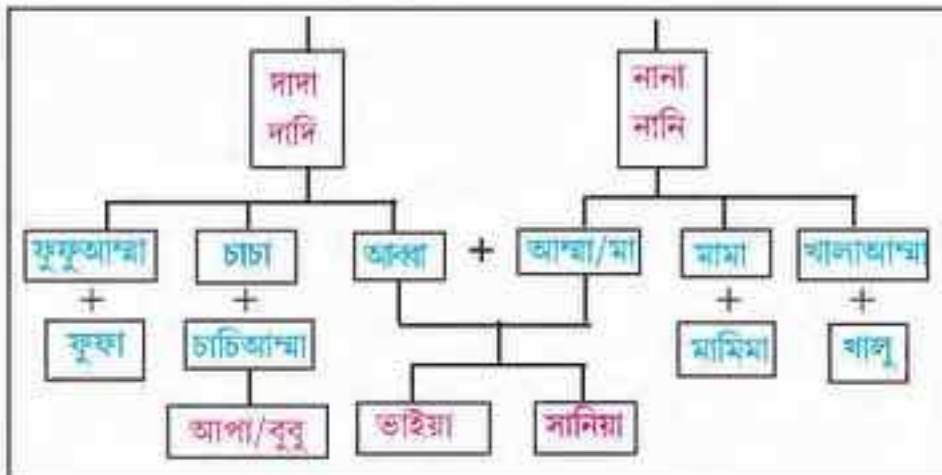 দাদা
দাদি
নানা
নানি
ফুফুআম্মা
চাচা
আব্বা
+
আম্মা/মা
মামা
খালাআম্মা
+
+
+
+
ফুফা
চাচিআম্মা
মামিমা
খালু
আপা/বুবু
ভাইয়া
সানিয়া